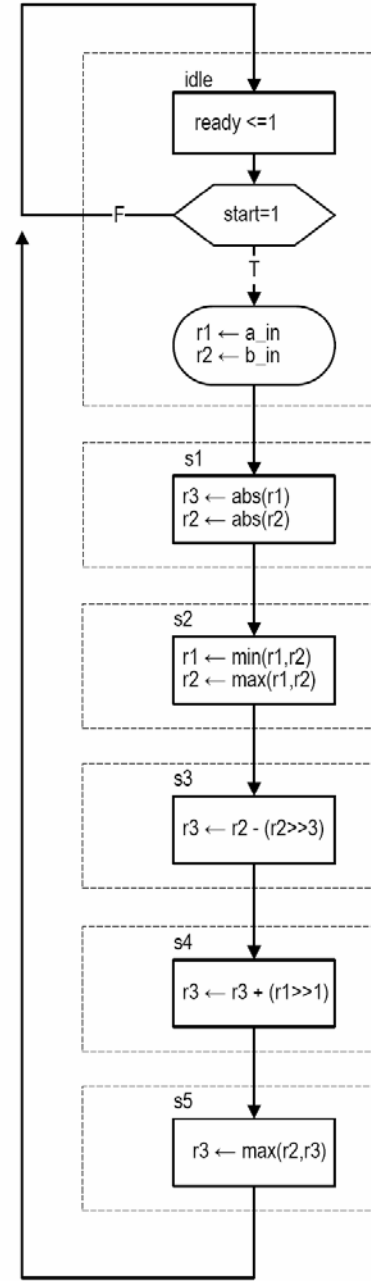 idle
ready <=1
start=1
F
T
r1 ← a_in
r2 ← b_in
s1
r3 ← abs(r1)
r2 ← abs(r2)
s2
r1 ← min(r1,r2)
r2 ← max(r1,r2)
s3
r3 ← r2 - (r2>>3)
s4
r3 ← r3 + (r1>>1)
s5
r3 ← max(r2,r3)